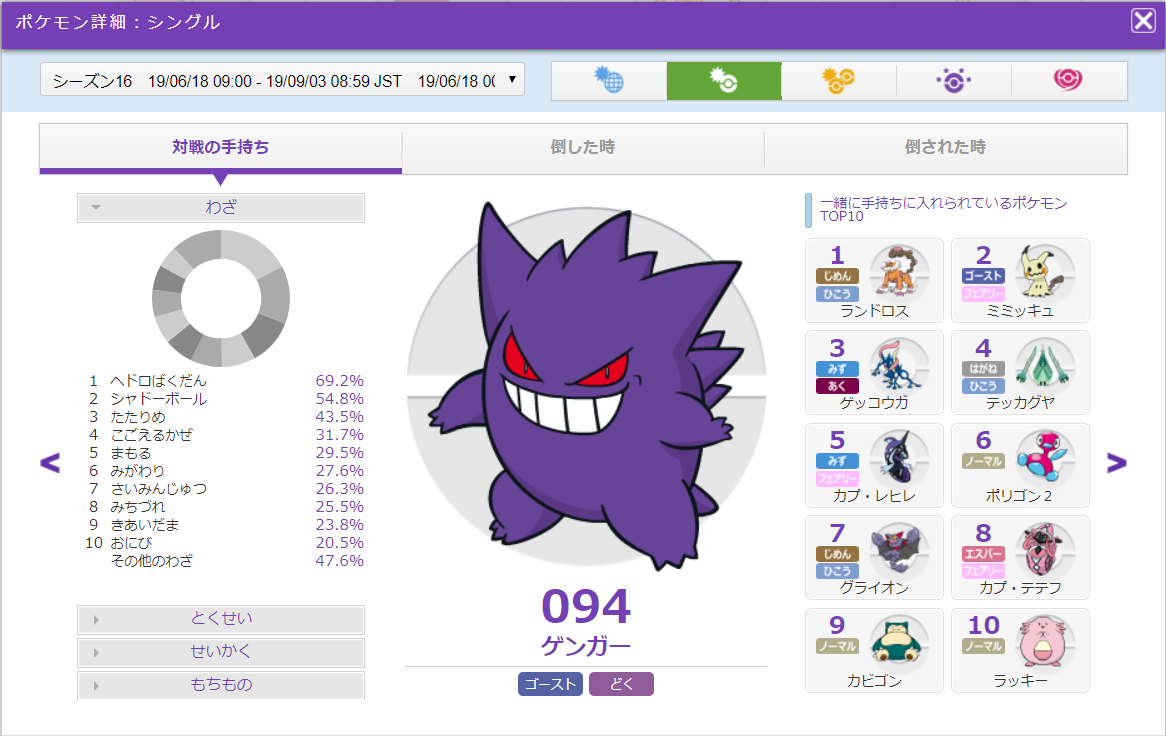 ポケモン詳細：シングル
シーズン16 19/06/18 09:00 - 19/09/03 08:59 JST 19/06/18 00
対戦の手持ち
倒した時
倒された時
わざ
1 ヘドロばくだん 69.2%
2 シャドーボール 54.8%
3 たたりめ 43.5%
4 こごえるかぜ 31.7%
5 まもる 29.5%
6 みがわり 27.6%
7 さいみんじゅつ 26.3%
8 みちづれ 25.5%
9 きあいだま 23.8%
10 おにび 20.5%
その他のわざ 47.6%
とくせい
せいかく
もちもの
<
094
ゲンガー
ゴースト どく
一緒に手持ちに入れられているポケモン
TOP10
1
じめん
ひこう
ランドロス
2
ゴースト
フェアリー
ミミッキュ
3
みず
あく
ゲッコウガ
4
はがね
ひこう
テッカグヤ
5
みず
フェアリー
カプ・レヒレ
6
ノーマル
ポリゴン２
7
じめん
ひこう
グライオン
8
エスパー
フェアリー
カプ・テテフ
9
ノーマル
カビゴン
10
ノーマル
ラッキー
>